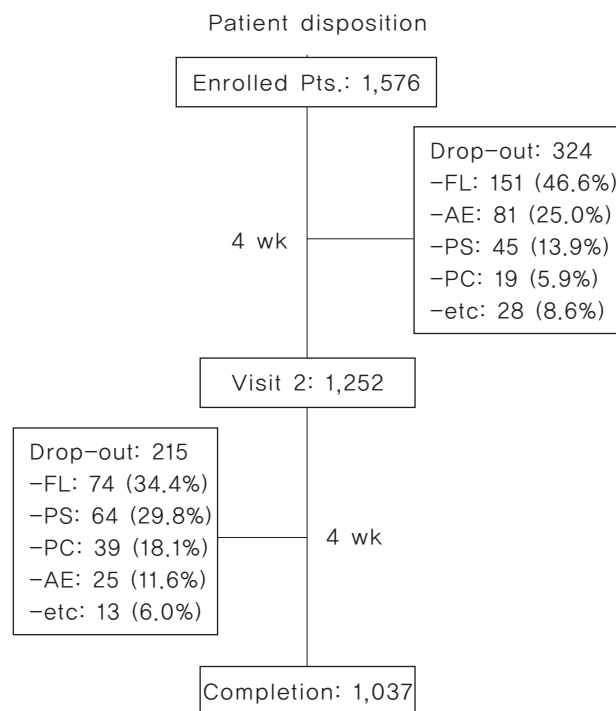 Patient disposition
Enrolled Pts.: 1,576
Drop-out: 324
-FL: 151 (46.6%)
-AE: 81 (25.0%)
-PS: 45 (13.9%)
-PC: 19 (5.9%)
-etc: 28 (8.6%)
4 wk
Visit 2: 1,252
Drop-out: 215
-FL: 74 (34.4%)
-PS: 64 (29.8%)
-PC: 39 (18.1%)
-AE: 25 (11.6%)
-etc: 13 (6.0%)
4 wk
Completion: 1,037